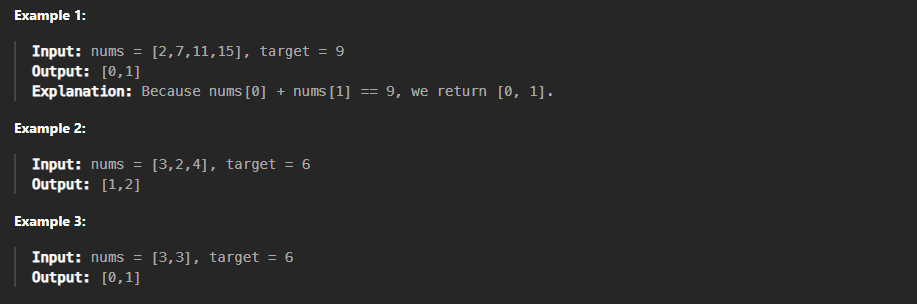 Example 1:
Input: nums = [2,7,11,15], target = 9
Output: [0,1]
Explanation: Because nums[0] + nums[1] == 9, we return [0, 1].
Example 2:
Input: nums = [3,2,4], target = 6
Output: [1,2]
Example 3:
Input: nums = [3,3], target = 6
Output: [0,1]